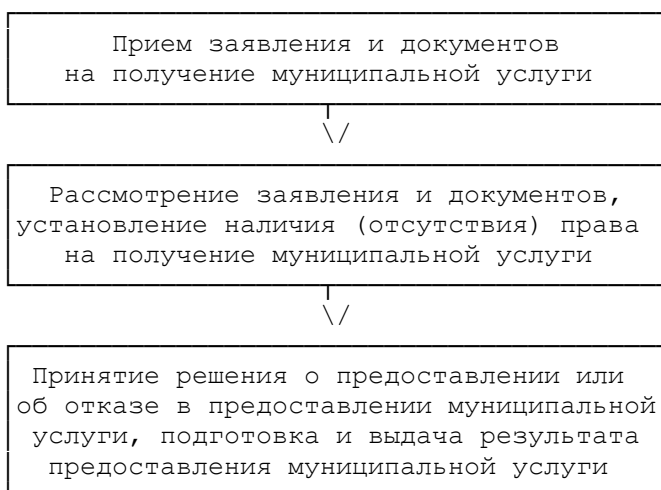 Прием заявления и документов
на получение муниципальной услуги
\/
Рассмотрение заявления и документов,
установление наличия (отсутствия) права
на получение муниципальной услуги
\/
Принятие решения о предоставлении или
об отказе в предоставлении муниципальной
услуги, подготовка и выдача результата
предоставления муниципальной услуги